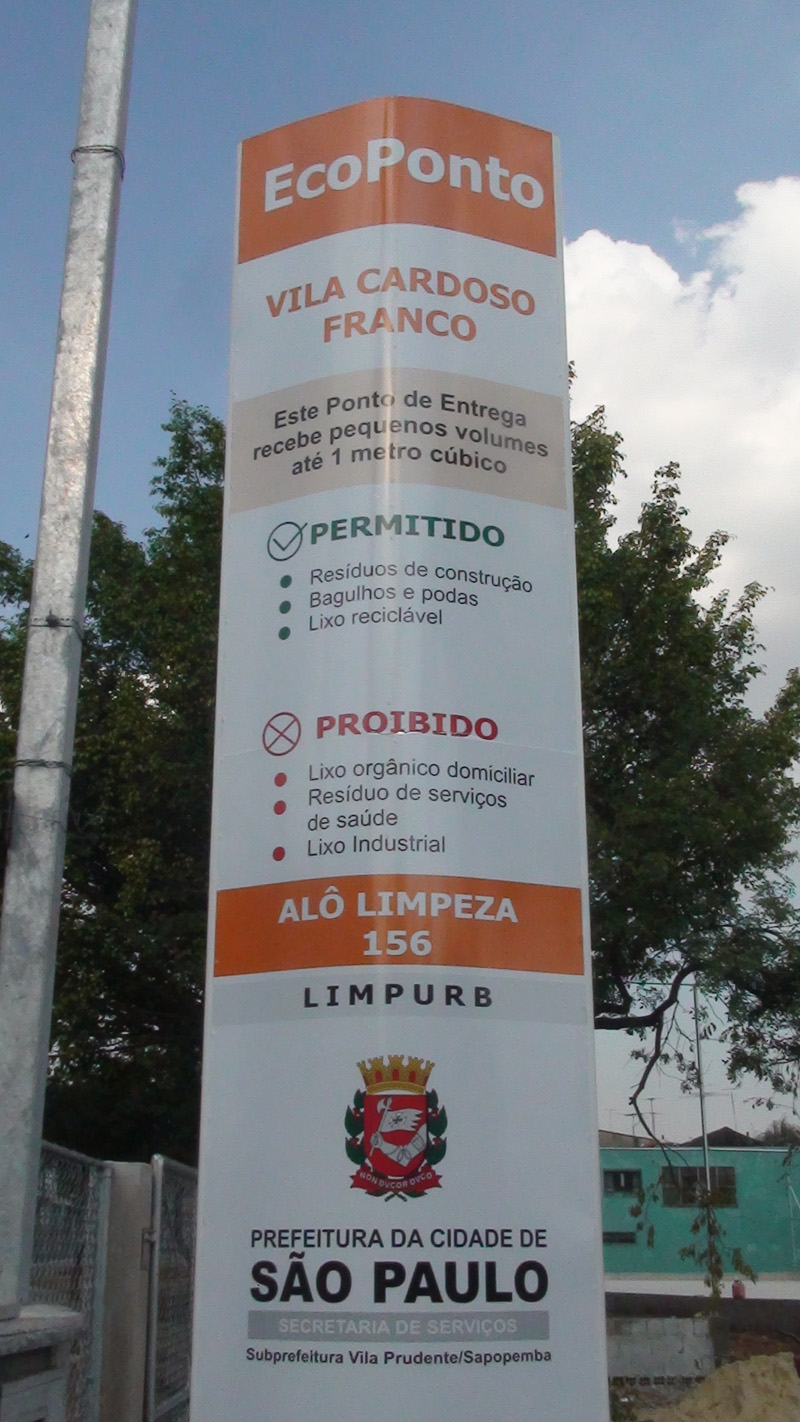 EcoPonto
VILA CARDOSO
FRANCO
Este Ponto de Entrega
recebe pequenos volumes
até 1 metro cúbico
PERMITIDO
Resíduos de construção
Bagulhos e podas
Lixo reciclável
PROIBIDO
Lixo orgânico domiciliar
Resíduo de serviços
de saúde
Lixo Industrial
ALÔ LIMPEZA
156
LIMPURB
NON DVCOR DVCO
PREFEITURA DA CIDADE DE
SÃO PAULO
SECRETARIA DE SERVIÇOS
Subprefeitura Vila Prudente/Sapopemba